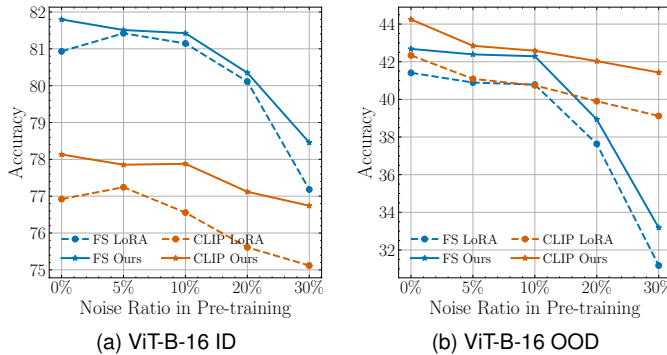 82
81
80
79
78
77
76
75
Accuracy
FS LoRA
FS Ours
CLIP LoRA
CLIP Ours
0% 5% 10% 20% 30%
Noise Ratio in Pre-training
(a) ViT-B-16 ID
44
42
40
38
36
34
32
Accuracy
FS LoRA
FS Ours
CLIP LoRA
CLIP Ours
0% 5% 10% 20% 30%
Noise Ratio in Pre-training
(b) ViT-B-16 OOD